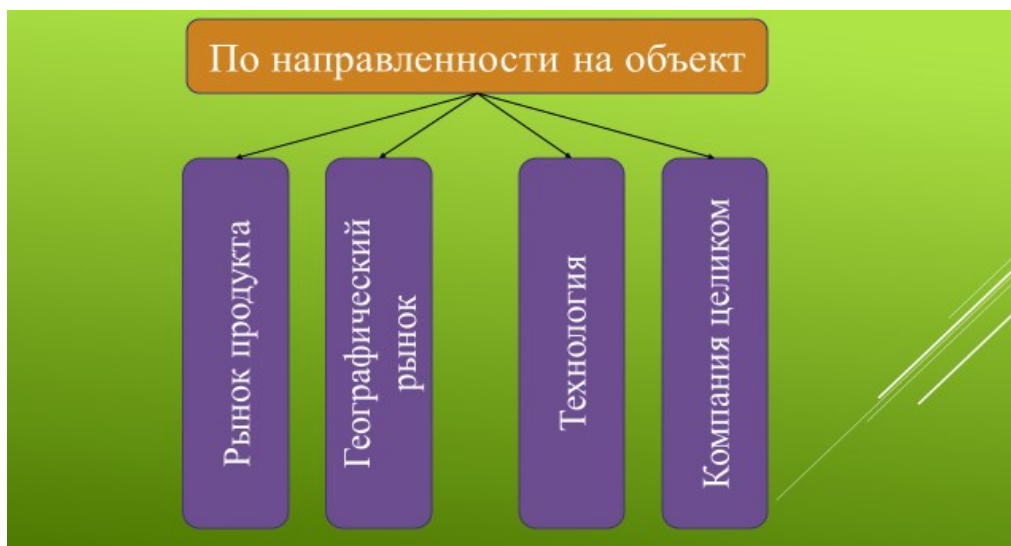 По направленности на объект
Рынок продукта
Географический
рынок
Технология
Компания целиком